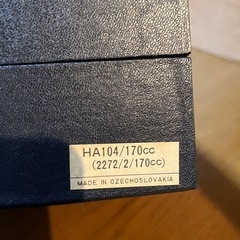 HA104/170cc
(2272/2/170cc)
MADE IN CZECHOSLOVAKIA